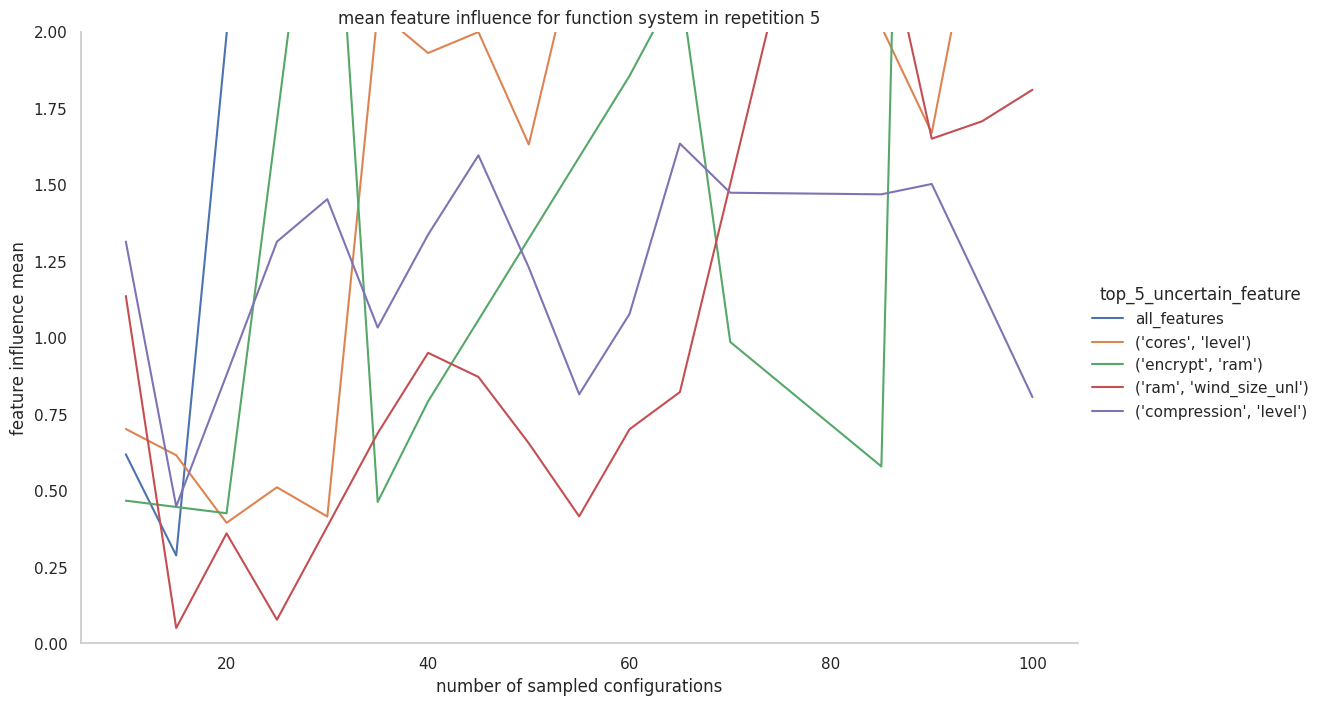 mean feature influence for function system in repetition 5
2.00
1.75
1.50
1.25
1.00
0.75
0.50
0.25
0.00
feature influence mean
20
40
60
80
100
number of sampled configurations
top_5_uncertain_feature
all_features
('cores', 'level')
('encrypt', 'ram')
('ram', 'wind_size_unl')
('compression', 'level')